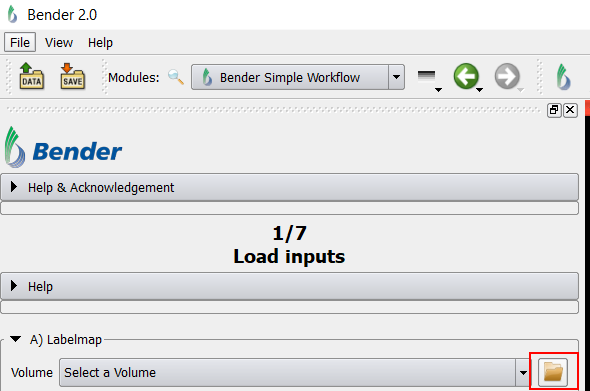 Bender 2.0
File View Help
DATA SAVE Modules: Bender Simple Workflow
Bender
Help & Acknowledgement
1/7
Load inputs
Help
A) Labelmap
Volume Select a Volume